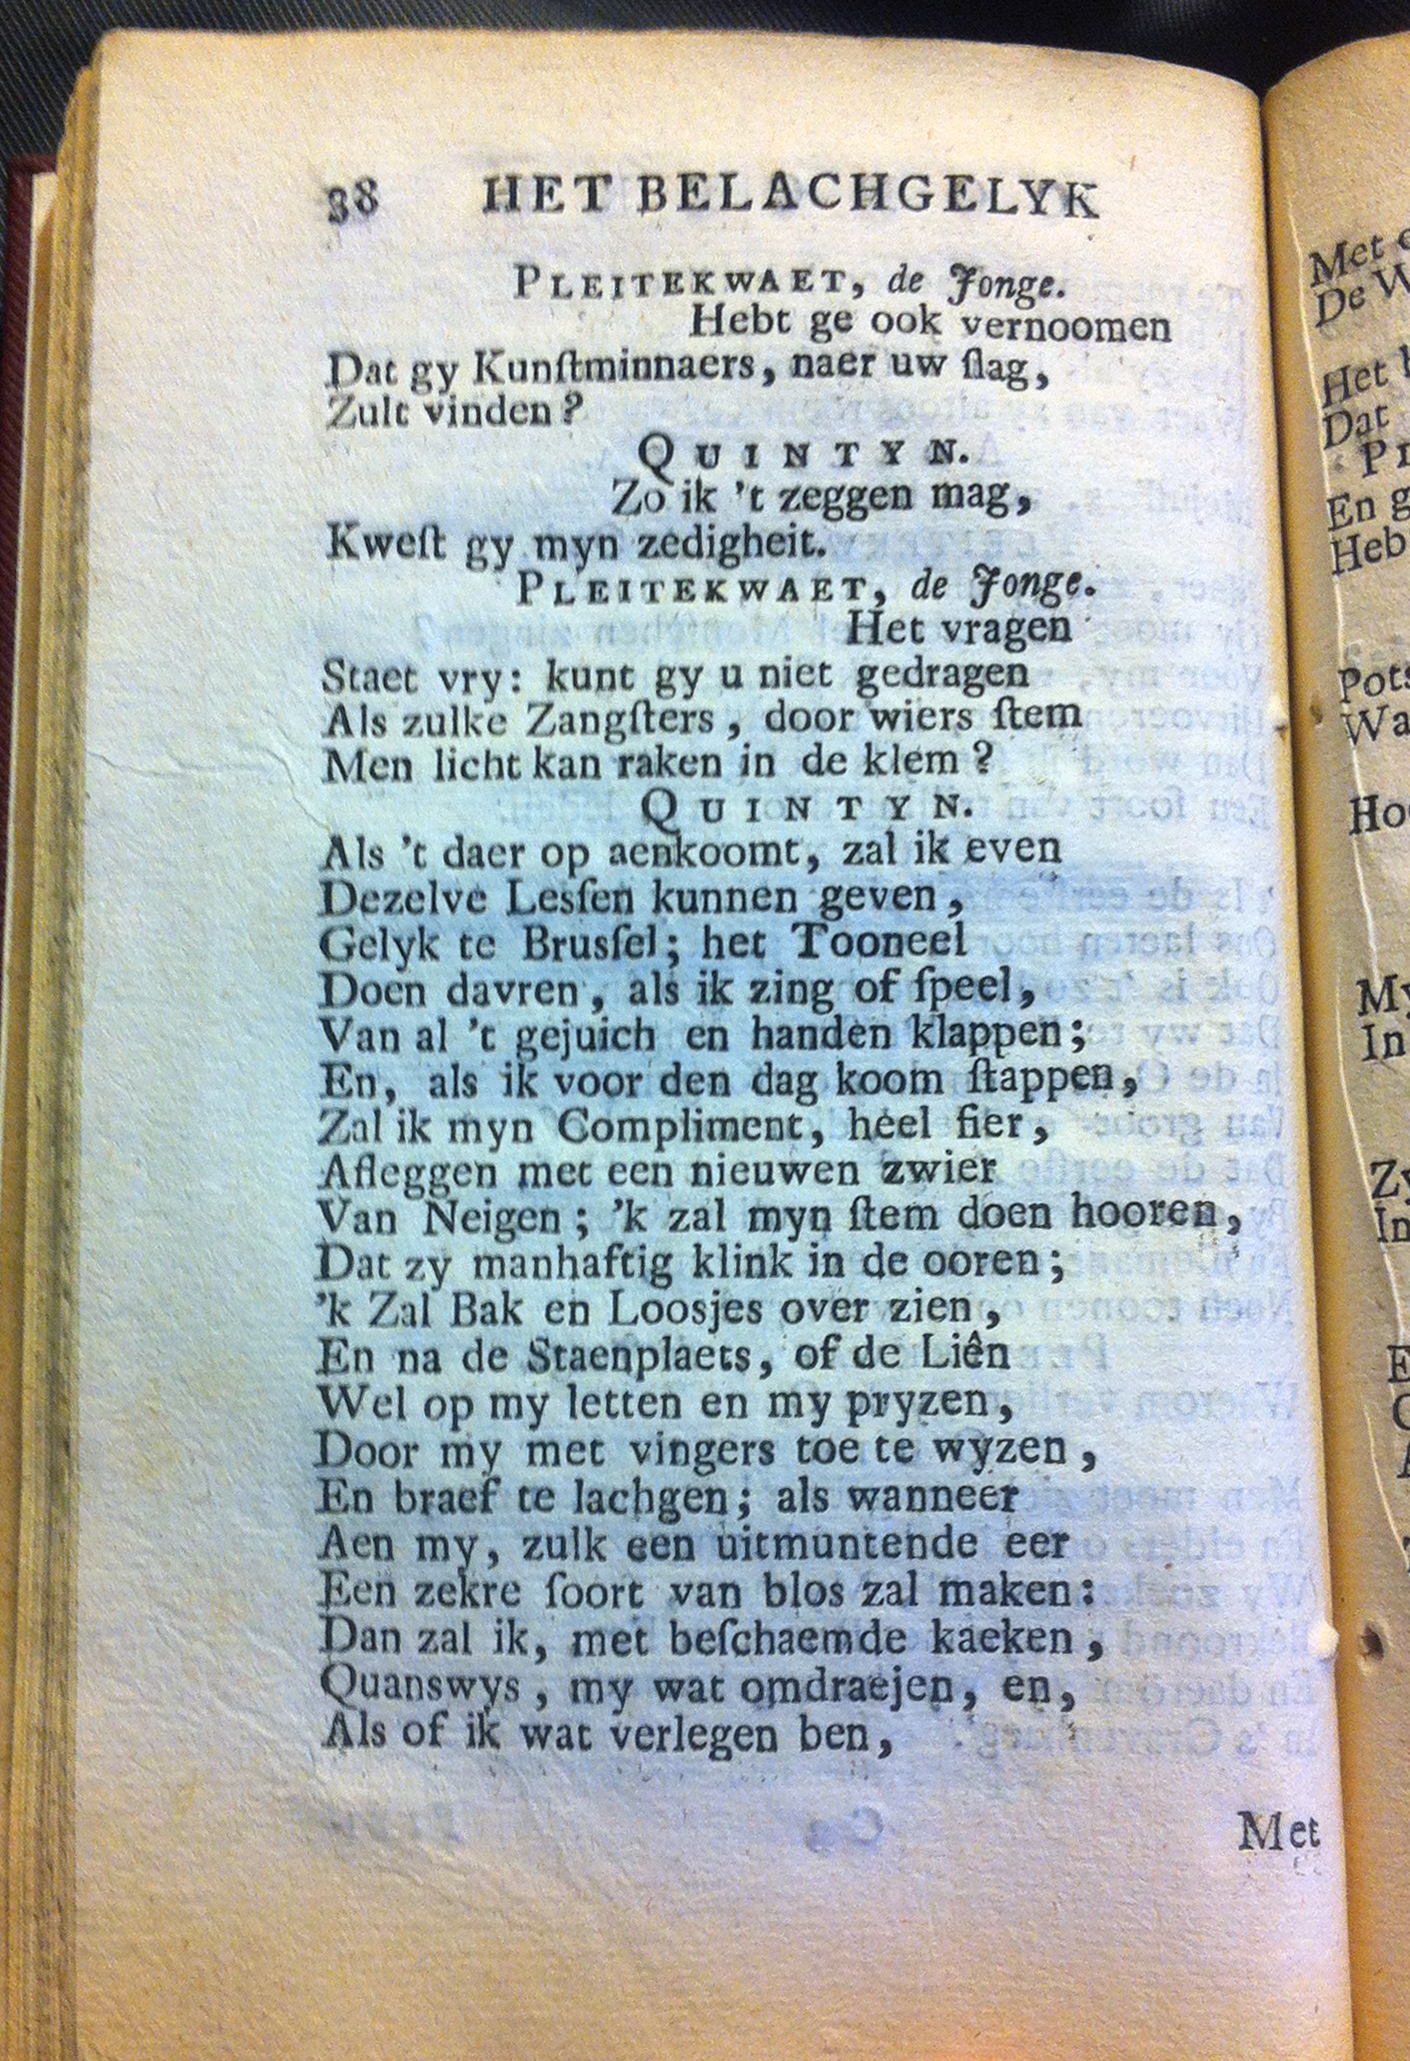 38 HET BELACHGELYK
PLEITEKWAET, de Jonge.
Hebt ge ook vernoomen
Dat gy Kunſtminnaers, naer uw ſlag,
Zult vinden?
QUINTYN.
Zo ik 't zeggen mag,
Kweſt gy myn zedigheit.
PLEITEKWAET, de Jonge.
Het vragen
Staet vry: kunt gy u niet gedragen
Als zulke Zangſters, door wiers ſtem
Men licht kan raken in de klem?
QUINTYN.
Als 't daer op aenkoomt, zal ik even
Dezelve Lesſen kunnen geven,
Gelyk te Brusſel; het Tooneel
Doen davren, als ik zing of ſpeel,
Van al 't gejuich en handen klappen;
En, als ik voor den dag koom ſtappen,
Zal ik myn Compliment, heel fier,
Afleggen met een nieuwen zwier
Van Neigen; 'k zal myn ſtem doen hooren,
Dat zy manhaftig klink in de ooren;
'k Zal Bak en Loosjes over zien,
En na de Staenplaets, of de Liên
Wel op my letten en my pryzen,
Door my met vingers toe te wyzen,
En braef te lachgen; als wanneer
Aen my, zulk een uitmuntende eer
Een zekre ſoort van blos zal maken:
Dan zal ik, met beſchaemde kaeken,
Quanswys, my wat omdraejen, en,
Als of ik wat verlegen ben,
Met
Met
De
Het
Dat
En
In
In